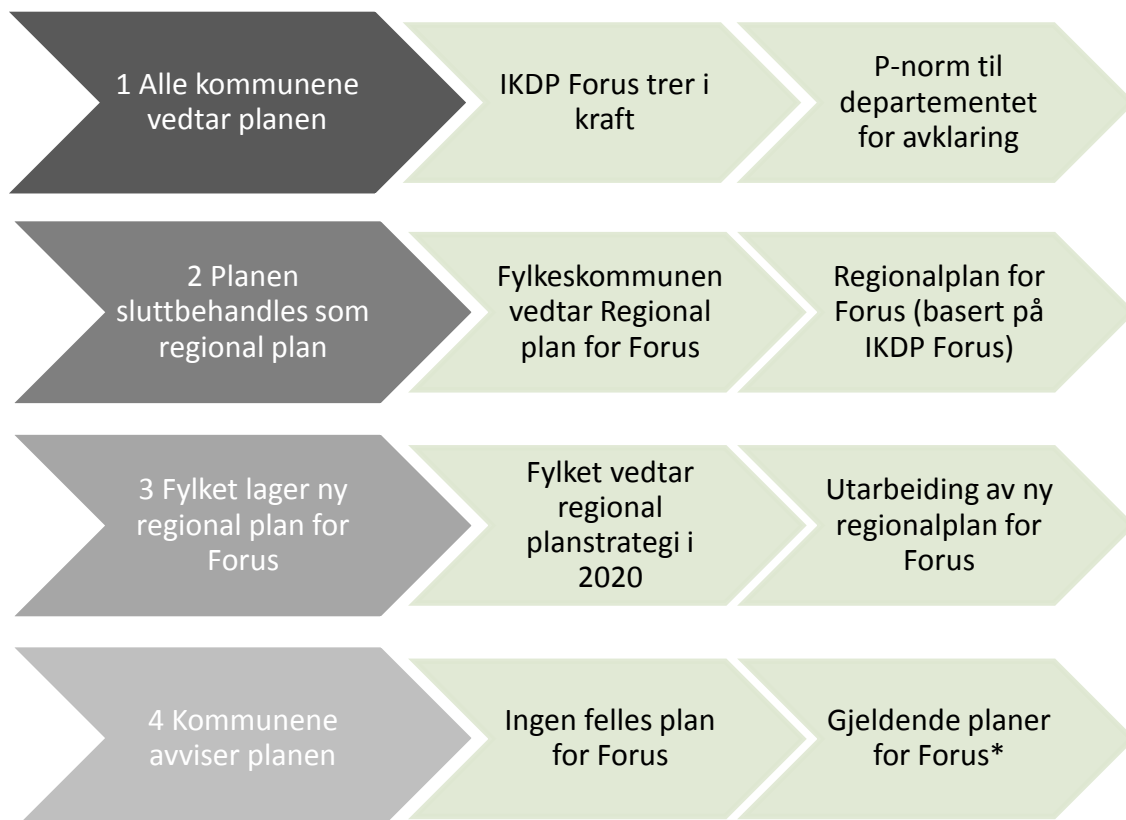 1 Alle kommunene
vedtar planen
IKDP Forus trer i
kraft
P-norm til
departementet
for avklaring
2 Planen
sluttbehandles som
regional plan
Fylkeskommunen
vedtar Regional
plan for Forus
Regionalplan for
Forus (basert på
IKDP Forus)
3 Fylket lager ny
regional plan for
Forus
Fylket vedtar
regional
planstrategi i
2020
Utarbeiding av ny
regionalplan for
Forus
4 Kommunene
avviser planen
Ingen felles plan
for Forus
Gjeldende planer
for Forus*